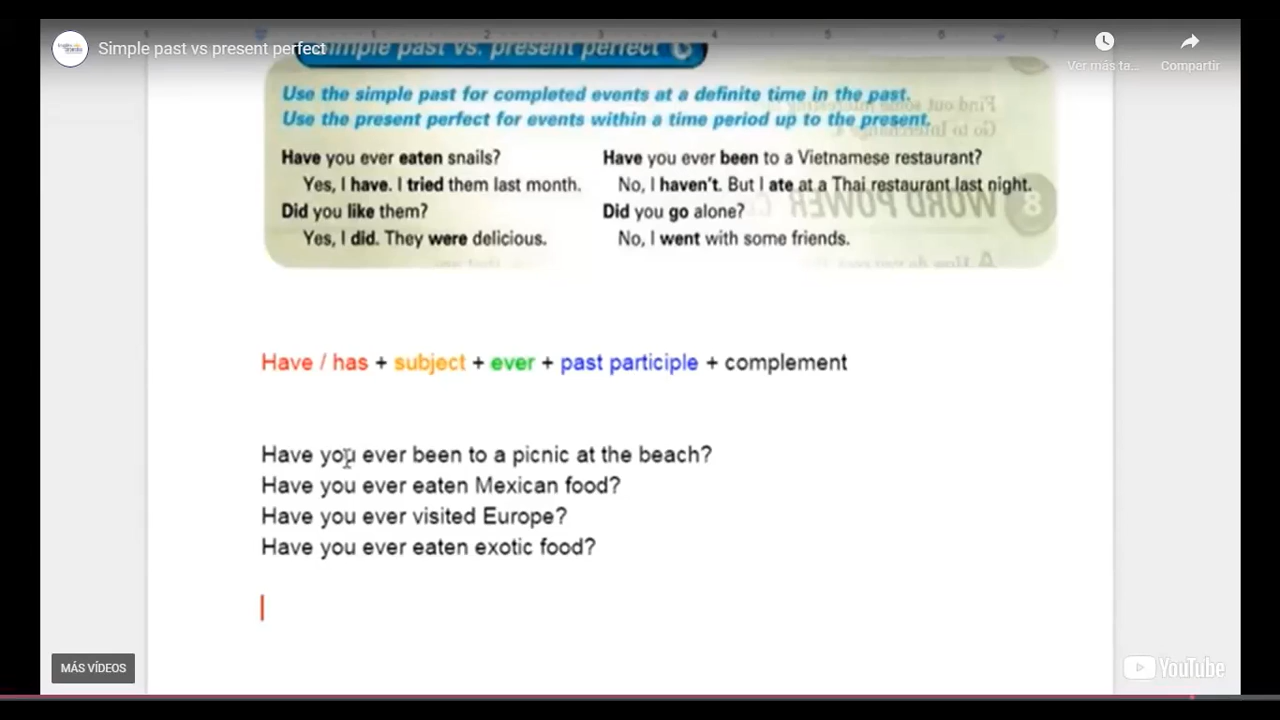 Simple past vs present perfect
Ver más ta...
Compartir
simple past vs. present perfect
Use the simple past for completed events at a definite time in the past.
Use the present perfect for events within a time period up to the present.
Have you ever eaten snails?
Yes, I have. I tried them last month.
Did you like them?
Yes, I did. They were delicious.
Have you ever been to a Vietnamese restaurant?
No, I haven't. But I ate at a Thai restaurant last night.
Did you go alone?
No, I went with some friends.
8 WORD POWER
Have / has + subject + ever + past participle + complement
Have you ever been to a picnic at the beach?
Have you ever eaten Mexican food?
Have you ever visited Europe?
Have you ever eaten exotic food?
MÁS VÍDEOS
YouTube